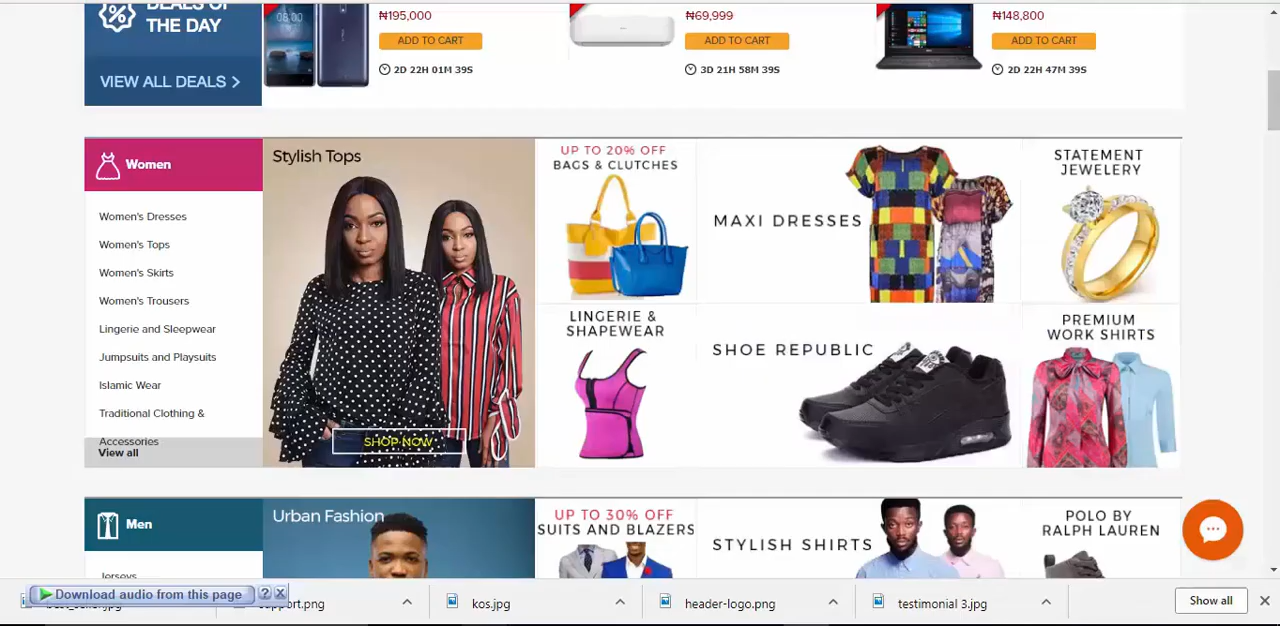 DEALS OF
THE DAY
VIEW ALL DEALS >
₦195,000
ADD TO CART
2D 22H 01M 39S
₦69,999
ADD TO CART
3D 21H 58M 39S
₦148,800
ADD TO CART
2D 22H 47M 39S
Women
Women's Dresses
Women's Tops
Women's Skirts
Women's Trousers
Lingerie and Sleepwear
Jumpsuits and Playsuits
Islamic Wear
Traditional Clothing &
Accessories
View all
Stylish Tops
SHOP NOW
UP TO 20% OFF
BAGS & CLUTCHES
MAXI DRESSES
STATEMENT
JEWELERY
LINGERIE &
SHAPEWEAR
SHOE REPUBLIC
PREMIUM
WORK SHIRTS
Men
Jerseys
Urban Fashion
UP TO 30% OFF
SUITS AND BLAZERS
STYLISH SHIRTS
POLO BY
RALPH LAUREN
Download audio from this page
? X
best_seller.jpg
support.png
kos.jpg
header-logo.png
testimonial 3.jpg
Show all